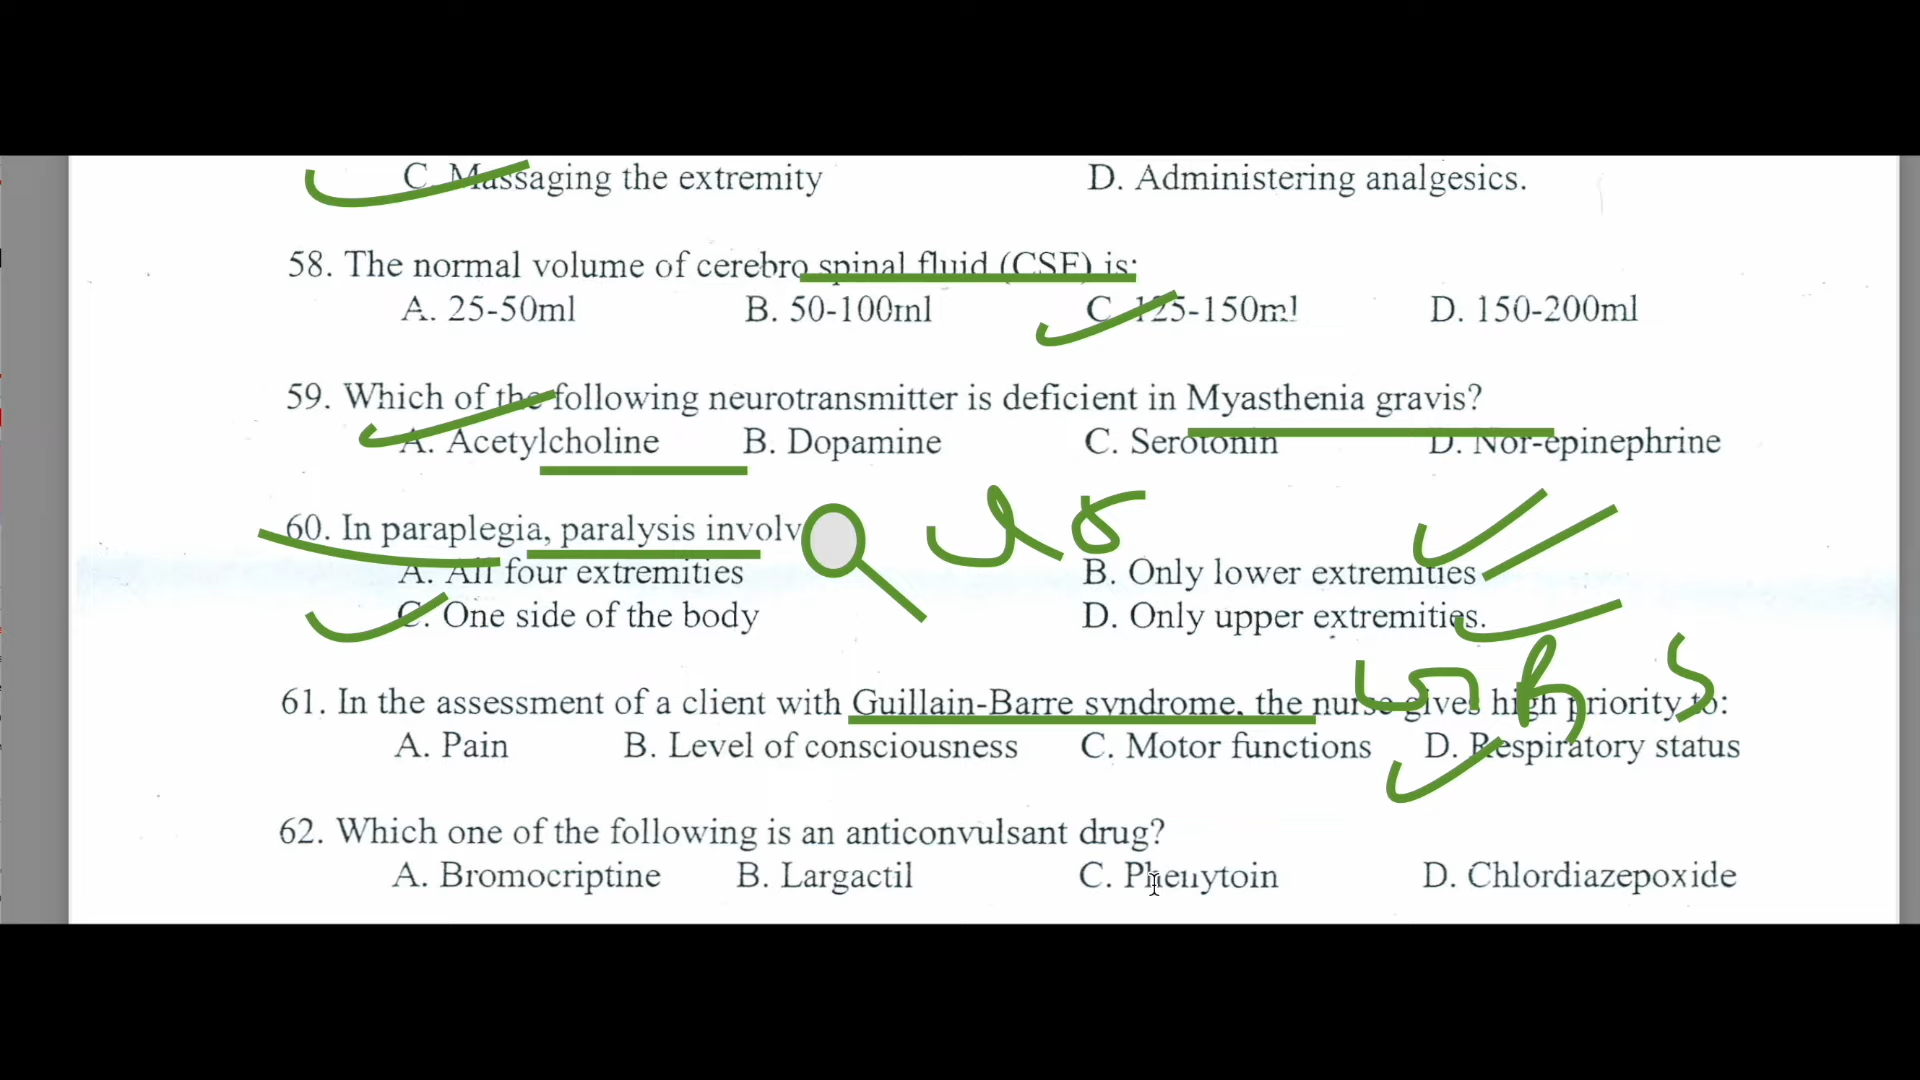 C. Massaging the extremity D. Administering analgesics.
58. The normal volume of cerebro spinal fluid (CSF) is:
A. 25-50ml B. 50-100ml C. 125-150ml D. 150-200ml
59. Which of the following neurotransmitter is deficient in Myasthenia gravis?
A. Acetylcholine B. Dopamine C. Serotonin D. Nor-epinephrine
60. In paraplegia, paralysis involv
A. All four extremities B. Only lower extremities
C. One side of the body D. Only upper extremities.
61. In the assessment of a client with Guillain-Barre syndrome, the nurse gives high priority to:
A. Pain B. Level of consciousness C. Motor functions D. Respiratory status
62. Which one of the following is an anticonvulsant drug?
A. Bromocriptine B. Largactil C. Phenytoin D. Chlordiazepoxide